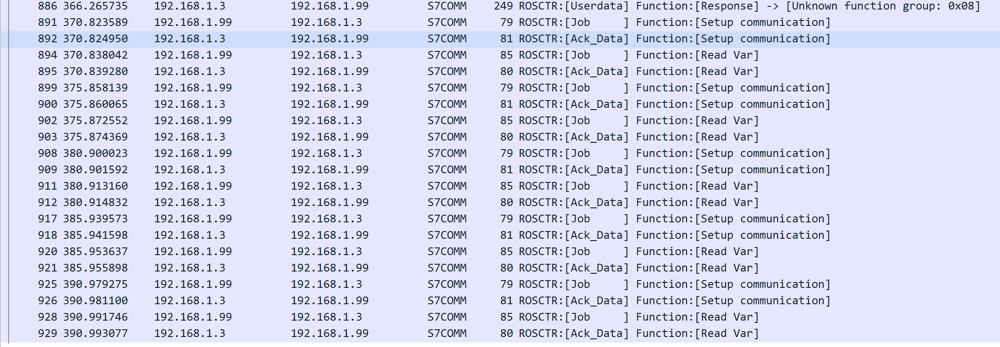 886 366.265735 192.168.1.3 192.168.1.99 S7COMM 249 ROSCTR:[Userdata] Function:[Response] -> [Unknown function group: 0x08]
891 370.823589 192.168.1.99 192.168.1.3 S7COMM 79 ROSCTR:[Job     ] Function:[Setup communication]
892 370.824950 192.168.1.3 192.168.1.99 S7COMM 81 ROSCTR:[Ack_Data] Function:[Setup communication]
894 370.838042 192.168.1.99 192.168.1.3 S7COMM 85 ROSCTR:[Job     ] Function:[Read Var]
895 370.839280 192.168.1.3 192.168.1.99 S7COMM 80 ROSCTR:[Ack_Data] Function:[Read Var]
899 375.858139 192.168.1.99 192.168.1.3 S7COMM 79 ROSCTR:[Job     ] Function:[Setup communication]
900 375.860065 192.168.1.3 192.168.1.99 S7COMM 81 ROSCTR:[Ack_Data] Function:[Setup communication]
902 375.872552 192.168.1.99 192.168.1.3 S7COMM 85 ROSCTR:[Job     ] Function:[Read Var]
903 375.874369 192.168.1.3 192.168.1.99 S7COMM 80 ROSCTR:[Ack_Data] Function:[Read Var]
908 380.900023 192.168.1.99 192.168.1.3 S7COMM 79 ROSCTR:[Job     ] Function:[Setup communication]
909 380.901592 192.168.1.3 192.168.1.99 S7COMM 81 ROSCTR:[Ack_Data] Function:[Setup communication]
911 380.913160 192.168.1.99 192.168.1.3 S7COMM 85 ROSCTR:[Job     ] Function:[Read Var]
912 380.914832 192.168.1.3 192.168.1.99 S7COMM 80 ROSCTR:[Ack_Data] Function:[Read Var]
917 385.939573 192.168.1.99 192.168.1.3 S7COMM 79 ROSCTR:[Job     ] Function:[Setup communication]
918 385.941598 192.168.1.3 192.168.1.99 S7COMM 81 ROSCTR:[Ack_Data] Function:[Setup communication]
920 385.953637 192.168.1.99 192.168.1.3 S7COMM 85 ROSCTR:[Job     ] Function:[Read Var]
921 385.955898 192.168.1.3 192.168.1.99 S7COMM 80 ROSCTR:[Ack_Data] Function:[Read Var]
925 390.979275 192.168.1.99 192.168.1.3 S7COMM 79 ROSCTR:[Job     ] Function:[Setup communication]
926 390.981100 192.168.1.3 192.168.1.99 S7COMM 81 ROSCTR:[Ack_Data] Function:[Setup communication]
928 390.991746 192.168.1.99 192.168.1.3 S7COMM 85 ROSCTR:[Job     ] Function:[Read Var]
929 390.993077 192.168.1.3 192.168.1.99 S7COMM 80 ROSCTR:[Ack_Data] Function:[Read Var]